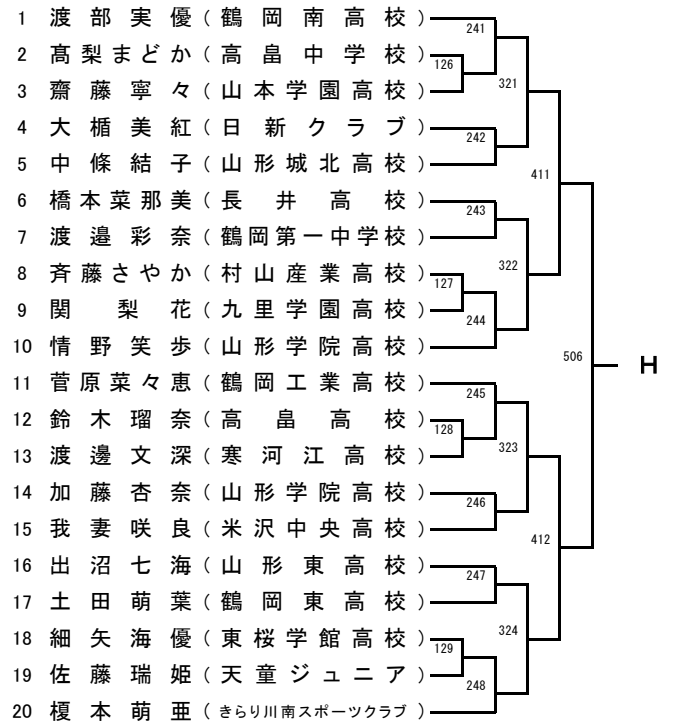 1 渡部実優(鶴岡南高校)
2 髙梨まどか(高畠中学校)
3 齋藤寧々(山本学園高校)
4 大楯美紅(日新クラブ)
5 中條結子(山形城北高校)
6 橋本菜那美(長井高校)
7 渡邉彩奈(鶴岡第一中学校)
8 斉藤さやか(村山産業高校)
9 関梨花(九里学園高校)
10 情野笑歩(山形学院高校)
11 菅原菜々恵(鶴岡工業高校)
12 鈴木瑠奈(高畠高校)
13 渡邊文深(寒河江高校)
14 加藤杏奈(山形学院高校)
15 我妻咲良(米沢中央高校)
16 出沼七海(山形東高校)
17 土田萌葉(鶴岡東高校)
18 細矢海優(東桜学館高校)
19 佐藤瑞姫(天童ジュニア)
20 榎本萌亜(きらり川南スポーツクラブ)
126
127
128
129
241
242
243
244
245
246
247
248
321
322
323
324
411
412
506
H